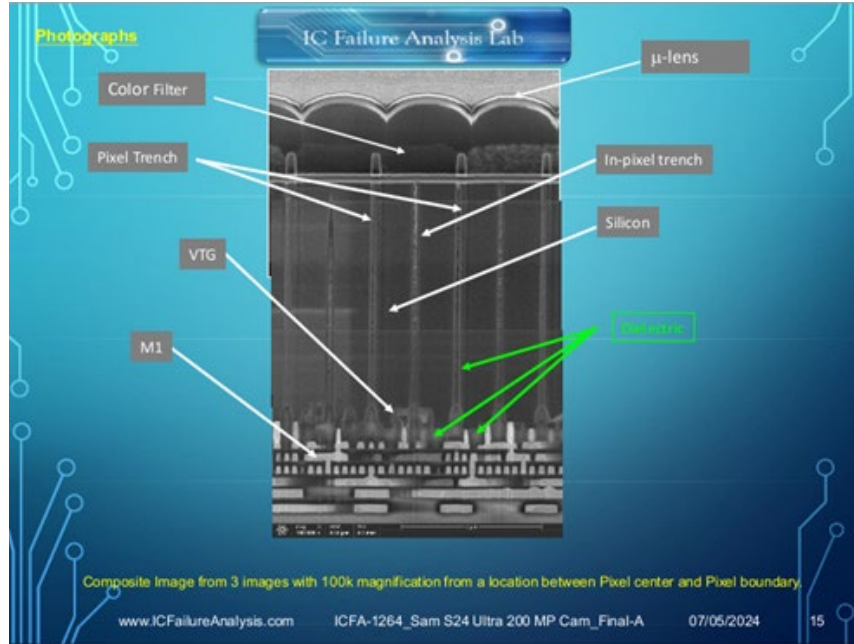 Photographs
IC Failure Analysis Lab
μ-lens
Color Filter
Pixel Trench
In-pixel trench
Silicon
VTG
M1
Dielectric
Composite Image from 3 images with 100k magnification from a location between Pixel center and Pixel boundary.
www.ICFailureAnalysis.com ICFA-1264_Sam S24 Ultra 200 MP Cam_Final-A 07/05/2024 15